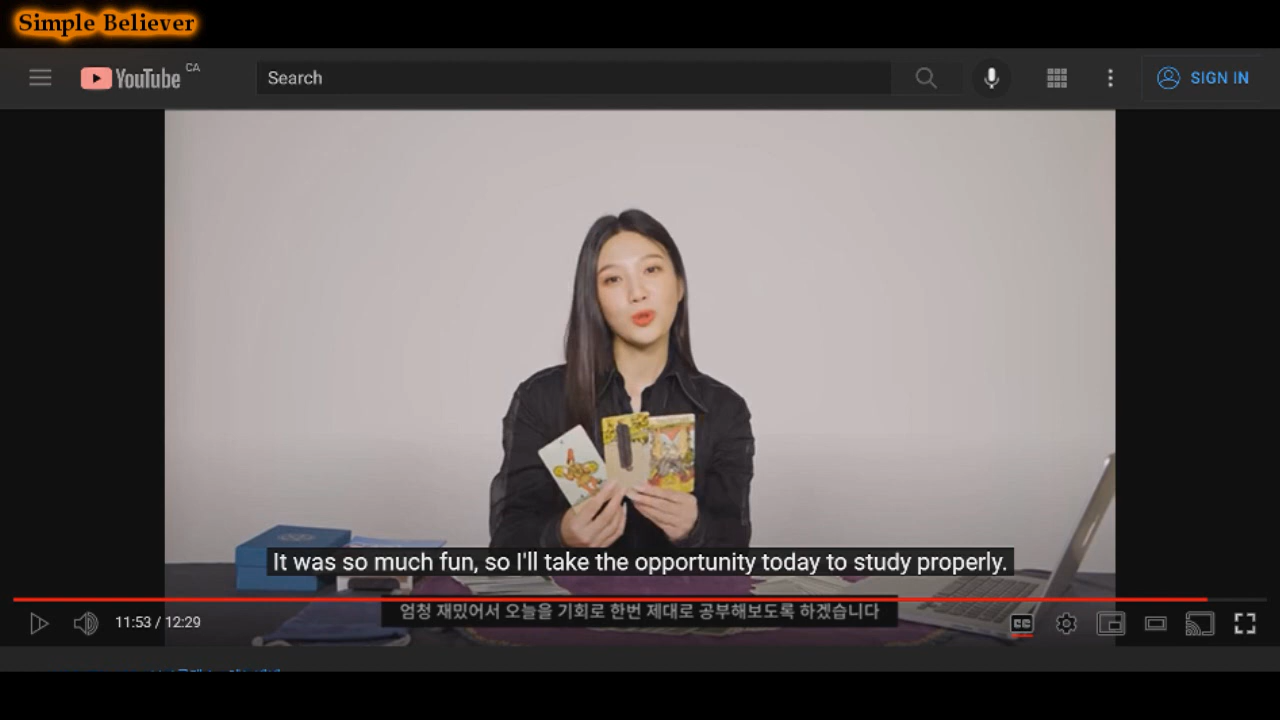 Simple Believer
YouTube CA
Search
SIGN IN
It was so much fun, so I'll take the opportunity today to study properly.
엄청 재밌어서 오늘을 기회로 한번 제대로 공부해보도록 하겠습니다
11:53 / 12:29
CC